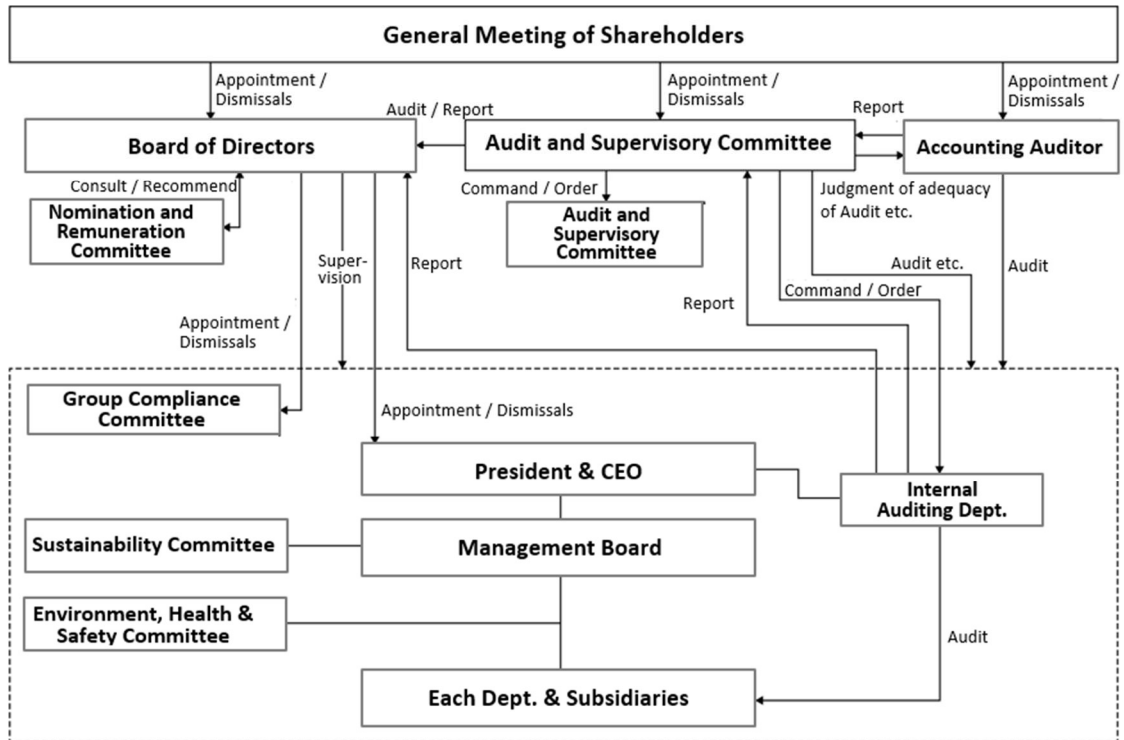 General Meeting of Shareholders
Appointment /
Dismissals
Appointment /
Dismissals
Appointment /
Dismissals
Audit / Report
Report
Board of Directors
Audit and Supervisory Committee
Accounting Auditor
Consult / Recommend
Command / Order
Judgment of adequacy
of Audit etc.
Nomination and
Remuneration
Committee
Audit and
Supervisory
Committee
Super-
vision
Report
Audit etc.
Audit
Command / Order
Report
Appointment /
Dismissals
Group Compliance
Committee
Appointment / Dismissals
President & CEO
Internal
Auditing Dept.
Sustainability Committee
Management Board
Environment, Health &
Safety Committee
Audit
Each Dept. & Subsidiaries